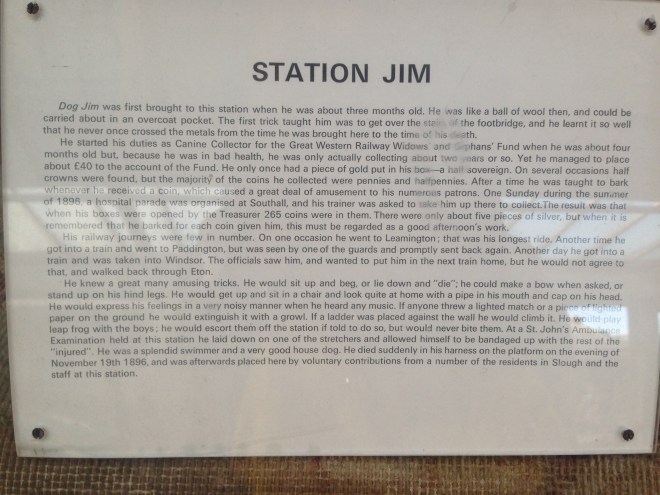 STATION JIM
Dog Jim was first brought to this station when he was about three months old. He was like a ball of wool then, and could be
carried about in an overcoat pocket. The first trick taught him was to get over the stairs of the footbridge, and he learnt it so well
that he never once crossed the metals from the time he was brought here to the time of his death.
He started his duties as Canine Collector for the Great Western Railway Widows' and Orphans' Fund when he was about four
months old but, because he was in bad health, he was only actually collecting about two years or so. Yet he managed to place
about £40 to the account of the Fund. He only once had a piece of gold put in his box—a half sovereign. On several occasions half
crowns were found, but the majority of the coins he collected were pennies and halfpennies. After a time he was taught to bark
whenever he received a coin, which caused a great deal of amusement to his numerous patrons. One Sunday during the summer
of 1896, a hospital parade was organised at Southall, and his trainer was asked to take him up there to collect.The result was that
when his boxes were opened by the Treasurer 265 coins were in them. There were only about five pieces of silver, but when it is
remembered that he barked for each coin given him, this must be regarded as a good afternoon's work.
His railway journeys were few in number. On one occasion he went to Leamington; that was his longest ride. Another time he
got into a train and went to Paddington, but was seen by one of the guards and promptly sent back again. Another day he got into a
train and was taken into Windsor. The officials saw him, and wanted to put him in the next train home, but he would not agree to
that, and walked back through Eton.
He knew a great many amusing tricks. He would sit up and beg, or lie down and "die"; he could make a bow when asked, or
stand up on his hind legs. He would get up and sit in a chair and look quite at home with a pipe in his mouth and cap on his head.
He would express his feelings in a very noisy manner when he heard any music. If anyone threw a lighted match or a piece of lighted
paper on the ground he would extinguish it with a growl. If a ladder was placed against the wall he would climb it. He would play
leap frog with the boys; he would escort them off the station if told to do so, but would never bite them. At a St. John's Ambulance
Examination held at this station he laid down on one of the stretchers and allowed himself to be bandaged up with the rest of the
"injured". He was a splendid swimmer and a very good house dog. He died suddenly in his harness on the platform on the evening of
November 19th 1896, and was afterwards placed here by voluntary contributions from a number of the residents in Slough and the
staff at this station.